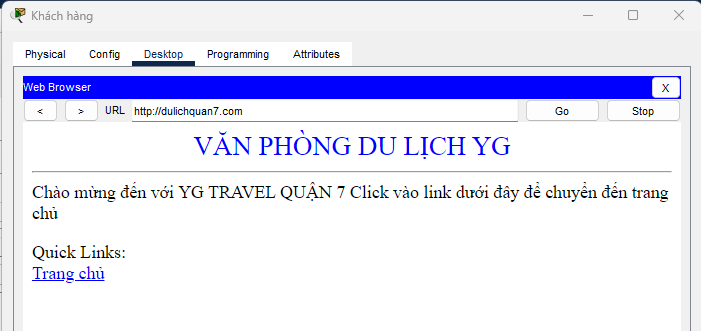 Khách hàng
Physical Config Desktop Programming Attributes
Web Browser X
< > URL http://dulichquan7.com Go Stop
VĂN PHÒNG DU LỊCH YG
Chào mừng đến với YG TRAVEL QUẬN 7 Click vào link dưới đây để chuyển đến trang
chủ
Quick Links:
Trang chủ